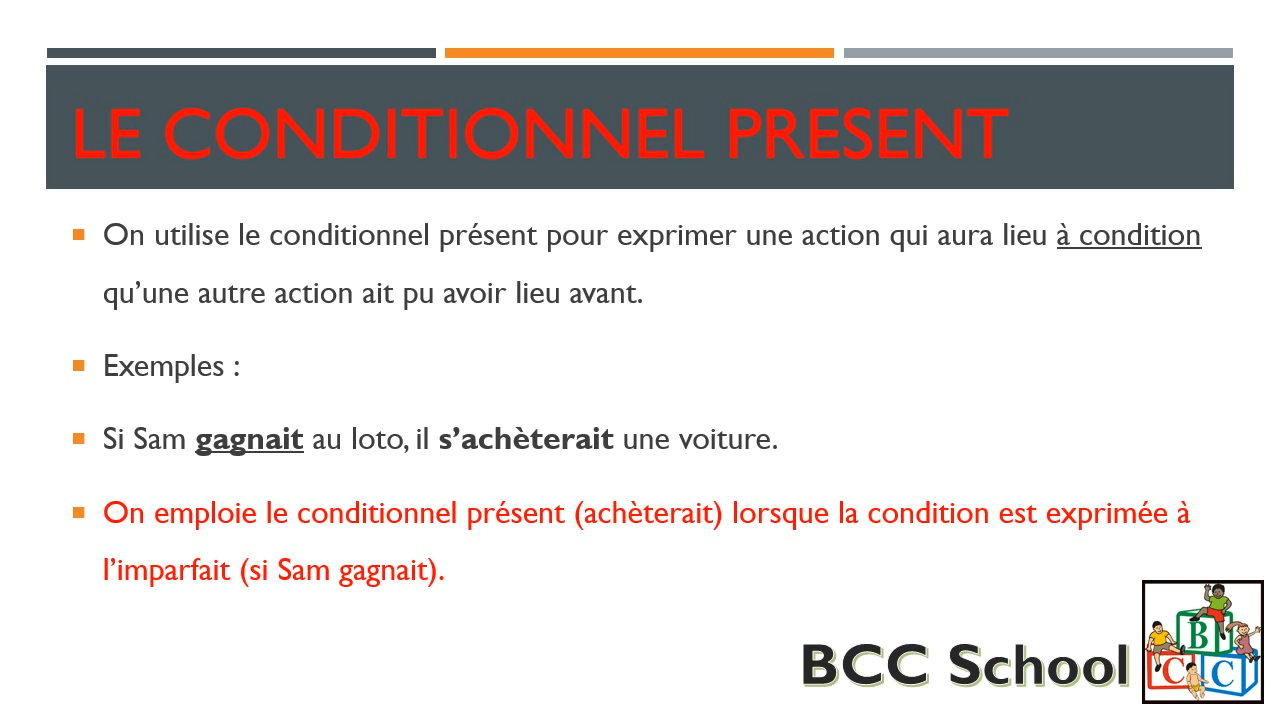 LE CONDITIONNEL PRESENT
On utilise le conditionnel présent pour exprimer une action qui aura lieu à condition
qu’une autre action ait pu avoir lieu avant.
Exemples :
Si Sam gagnait au loto, il s’achèterait une voiture.
On emploie le conditionnel présent (achèterait) lorsque la condition est exprimée à
l’imparfait (si Sam gagnait).
BCC School
B
C C